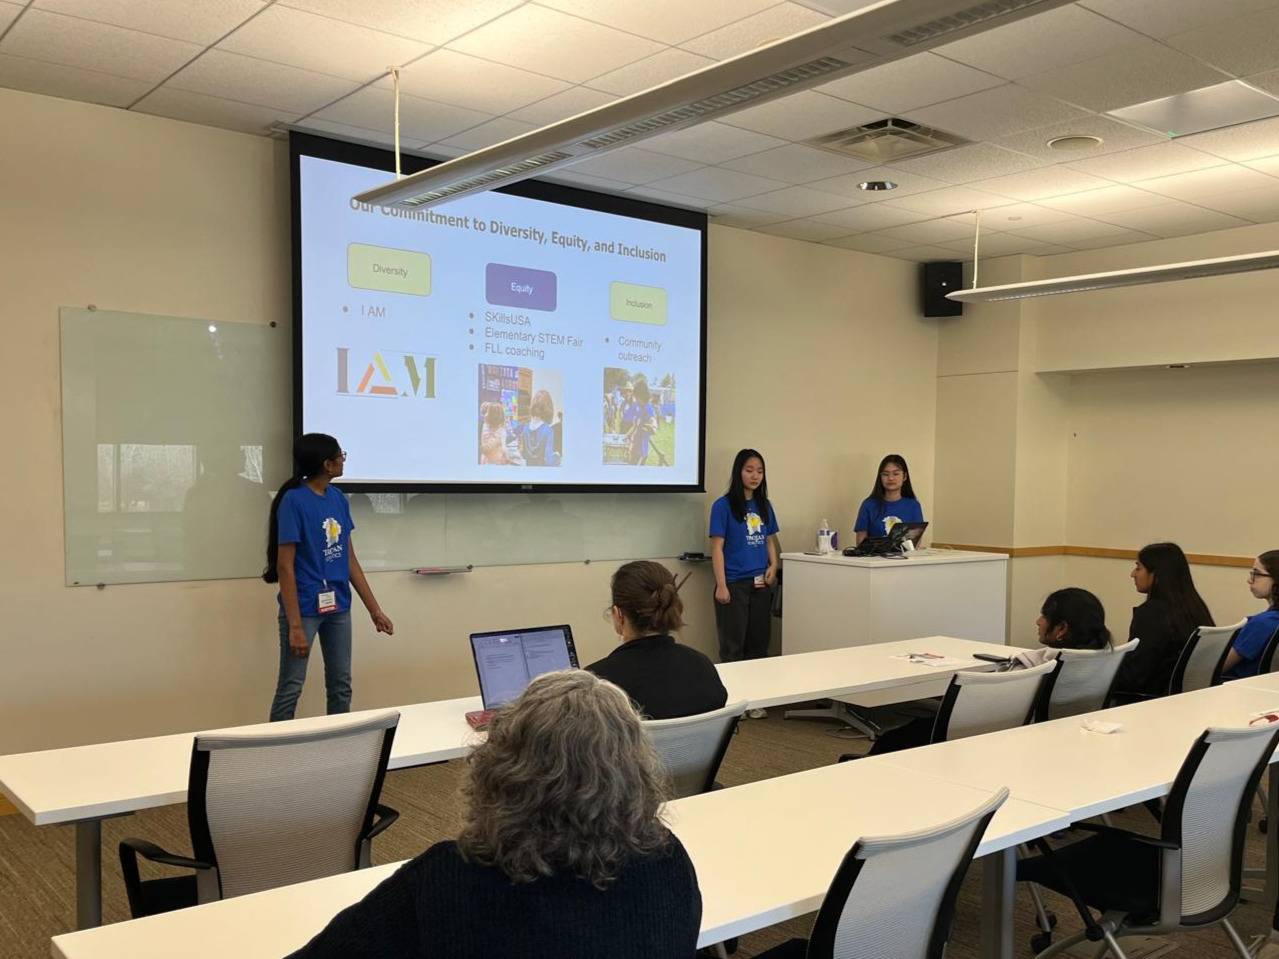 Our Commitment to Diversity, Equity, and Inclusion
Diversity
Equity
Inclusion
I AM
SKillsUSA
Elementary STEM Fair
FLL coaching
Community
outreach
IAM
TROJAN